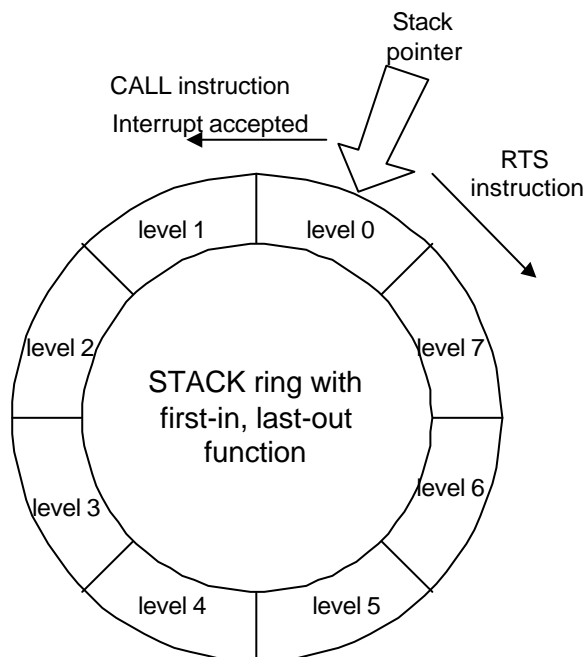 Stack
pointer
CALL instruction
Interrupt accepted
RTS
instruction
level 1
level 0
level 2
level 7
STACK ring with
first-in, last-out
function
level 3
level 6
level 4
level 5